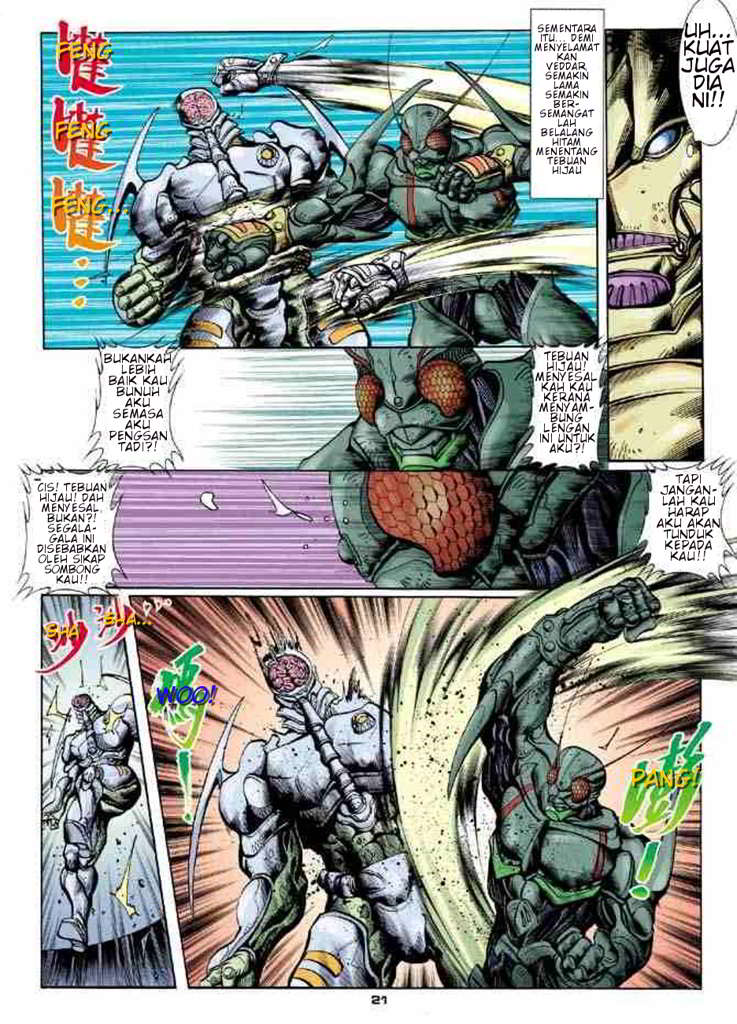 SEMENTARA
ITU... DEMI
MENYELAMAT
KAN
VEDDAR,
SEMAKIN
LAMA
SEMAKIN
BER-
SEMANGAT
LAH
BELALANG
HITAM
MENENTANG
TEBUAN
HIJAU
UH...
KUAT
JUGA
DIA
NI!!
FENG
FENG
FENG...
BUKANKAH
LEBIH
BAIK KAU
BUNUH
AKU
SEMASA
AKU
PENGSAN
TADI?!
TEBUAN
HIJAU!
MENYESAL
KAH KAU
KERANA
MENYAM-
BUNG
LENGAN
INI UNTUK
AKU?!
CIS! TEBUAN
HIJAU! DAH
MENYESAL,
BUKAN?!
SEGALA-
GALA INI
DISEBABKAN
OLEH SIKAP
SOMBONG
KAU!!
TAPI
JANGAN-
LAH KAU
HARAP
AKU AKAN
TUNDUK
KEPADA
KAU!!
沙沙
SHA
SHA...
WOO!
PANG!
21